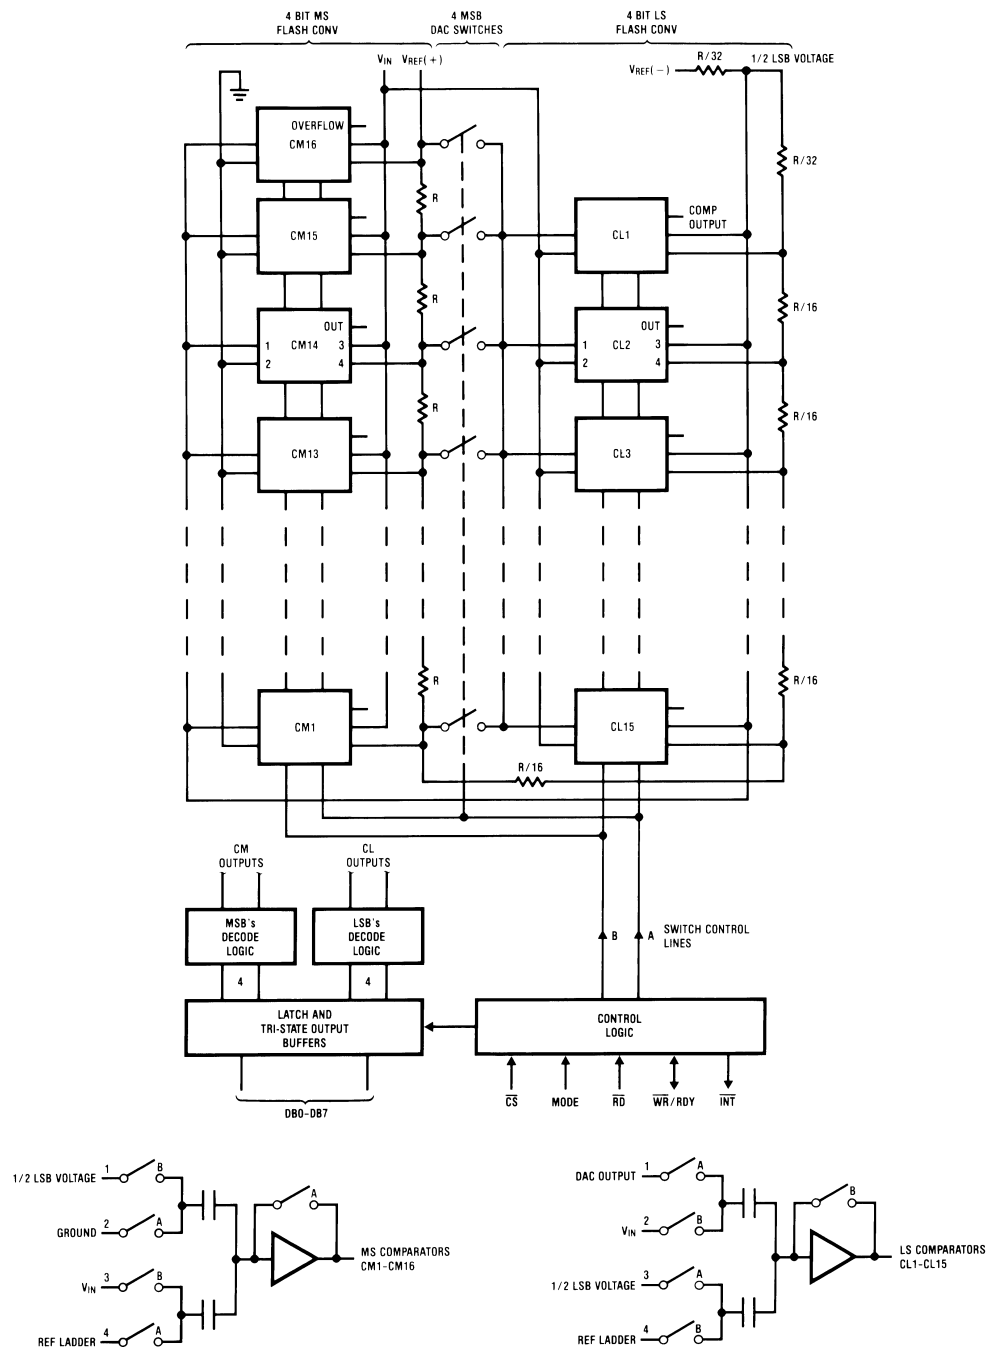 4 BIT MS
FLASH CONV
4 MSB
DAC SWITCHES
4 BIT LS
FLASH CONV
VIN
VREF(+)
VREF(−)
R/32
1/2 LSB VOLTAGE
OVERFLOW
CM16
R/32
R
CM15
CL1
COMP
OUTPUT
R
R/16
OUT
1
CM14
3
2
4
OUT
1
CL2
3
2
4
R
R/16
CM13
CL3
R
R/16
CM1
CL15
R/16
CM
OUTPUTS
CL
OUTPUTS
MSB's
DECODE
LOGIC
LSB's
DECODE
LOGIC
B
A
SWITCH CONTROL
LINES
4
4
LATCH AND
TRI-STATE OUTPUT
BUFFERS
CONTROL
LOGIC
CS
MODE
RD
WR/RDY
INT
DB0-DB7
1/2 LSB VOLTAGE
1
B
GROUND
2
A
A
VIN
3
B
REF LADDER
4
A
MS COMPARATORS
CM1-CM16
DAC OUTPUT
1
A
VIN
2
B
B
1/2 LSB VOLTAGE
3
A
REF LADDER
4
B
LS COMPARATORS
CL1-CL15